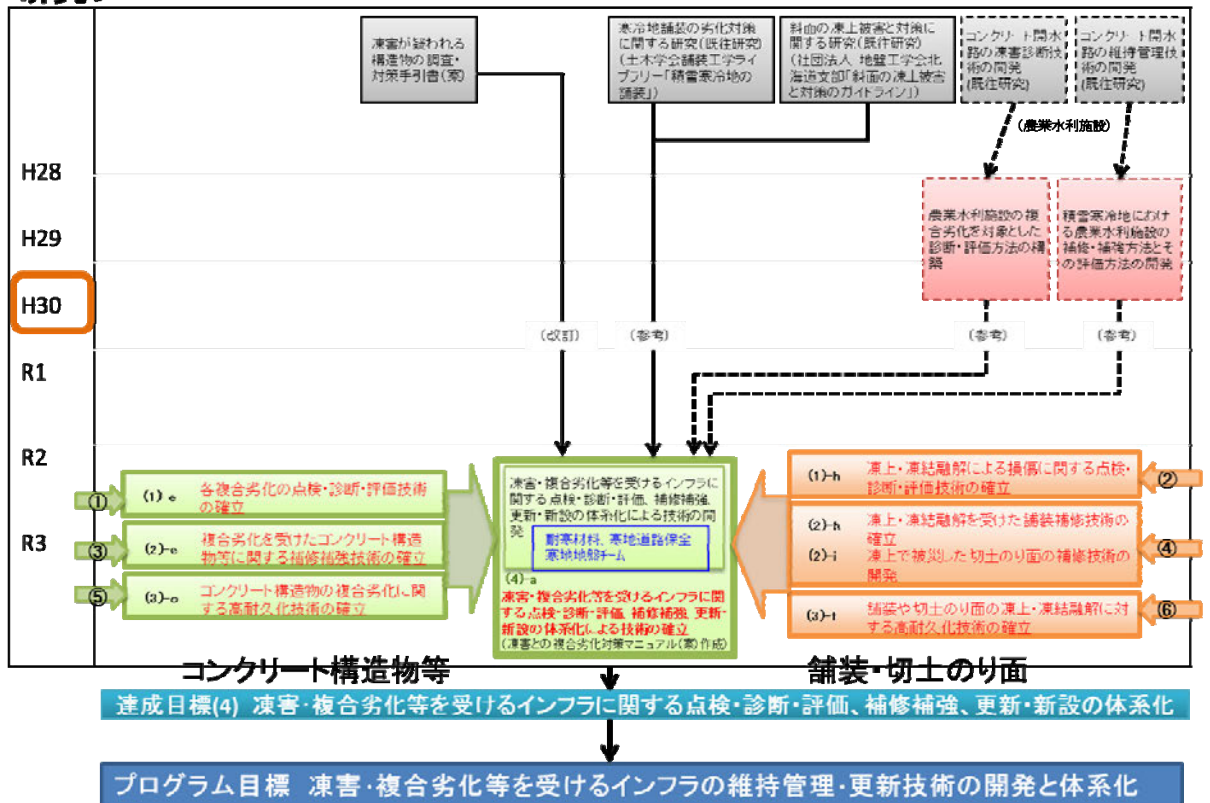 凍害が疑われる
構造物の調査・
対策手引書(案)
寒冷地舗装の劣化対策
に関する研究(既往研究)
(土木学会舗装工学ライ
ブラリー「積雪寒冷地の
舗装」)
斜面の凍上被害と対策に
関する研究(既往研究)
(社団法人 地盤工学会北
海道支部「斜面の凍上被害
と対策のガイドライン」)
コンクリート開水
路の凍害診断技
術の開発
(既往研究)
コンクリート開水
路の維持管理技
術の開発
(既往研究)
(農業水利施設)
H28
H29
H30
R1
R2
R3
農業水利施設の複
合劣化を対象とした
診断・評価方法の構
築
積雪寒冷地におけ
る農業水利施設の
補修・補強方法とそ
の評価方法の開発
(改訂)
(参考)
(参考)
(参考)
①
(1)-e 各複合劣化の点検・診断・評価技術
の確立
③
(2)-e 複合劣化を受けたコンクリート構造
物等に関する補修補強技術の確立
⑤
コンクリート構造物の複合劣化に関
する高耐久化技術の確立
凍害・複合劣化等を受けるインフラに
関する点検・診断・評価、補修補強、
更新・新設の体系化による技術の開
発
耐寒材料、寒地道路保全
寒地地盤チーム
(4)-a
凍害・複合劣化等を受けるインフラに関
する点検・診断・評価、補修補強、更新・
新設の体系化による技術の確立
(凍害との複合劣化対策マニュアル(案)作成)
(1)-h 凍上・凍結融解による損傷に関する点検・
診断・評価技術の確立
②
(2)-h 凍上・凍結融解を受けた舗装補修技術の
確立
(2)-i 凍上で被災した切土のり面の補修技術の
開発
④
舗装や切土のり面の凍上・凍結融解に対
する高耐久化技術の確立
⑥
コンクリート構造物等
舗装・切土のり面
達成目標(4) 凍害・複合劣化等を受けるインフラに関する点検・診断・評価、補修補強、更新・新設の体系化
プログラム目標 凍害・複合劣化等を受けるインフラの維持管理・更新技術の開発と体系化